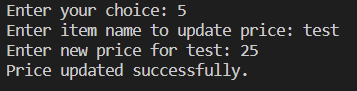 Enter your choice: 5
Enter item name to update price: test
Enter new price for test: 25
Price updated successfully.